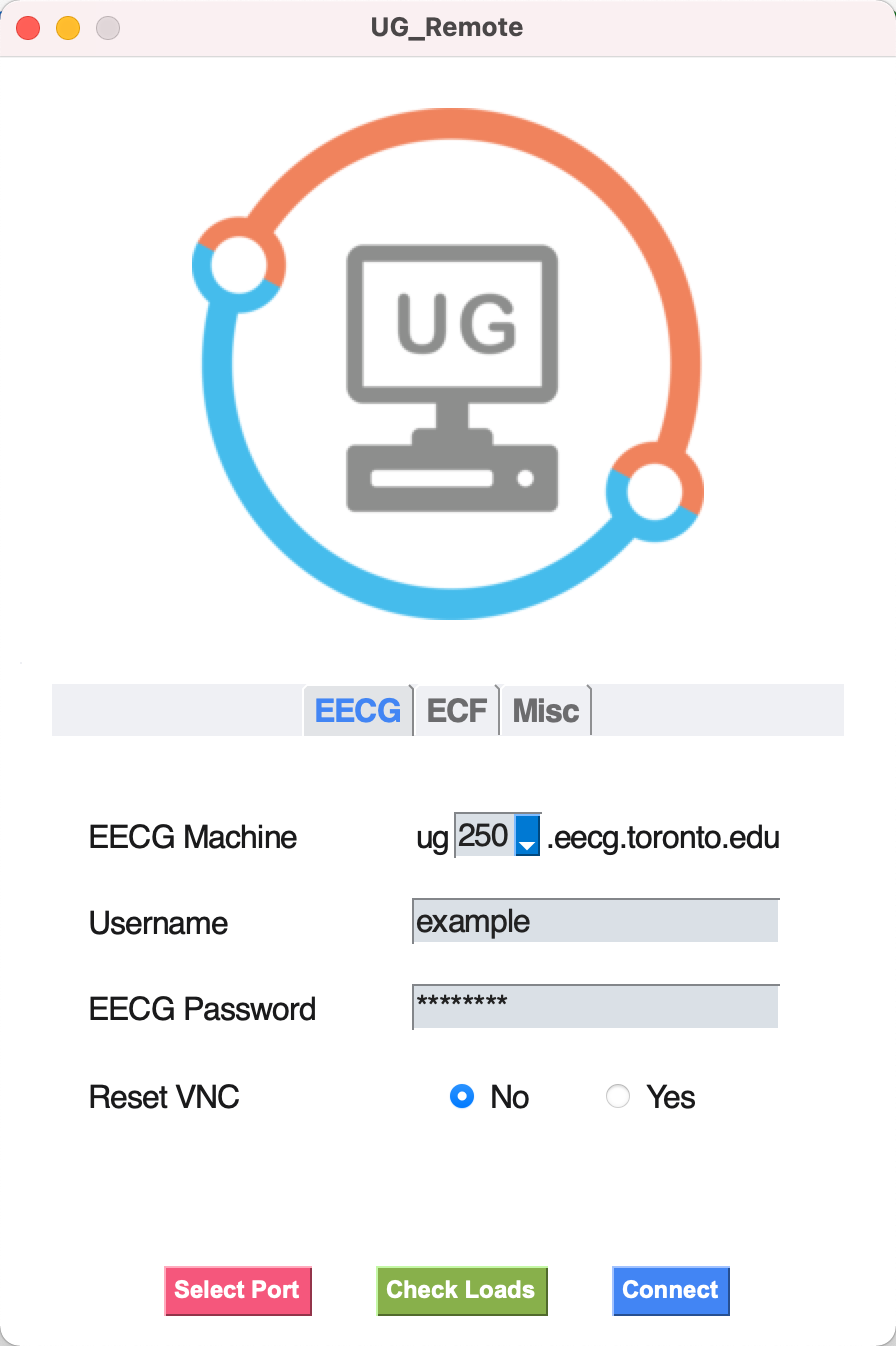 UG_Remote
UG
EECG ECF Misc
EECG Machine ug 250 .eecg.toronto.edu
Username example
EECG Password ********
Reset VNC No Yes
Select Port Check Loads Connect